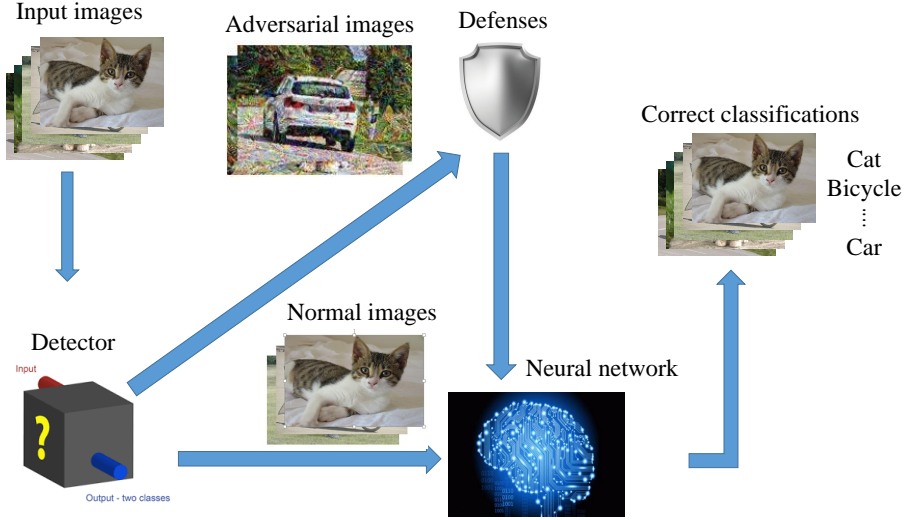 Input images
Adversarial images
Defenses
Correct classifications
Cat
Bicycle
Car
Normal images
Detector
Input
?
Output - two classes
Neural network